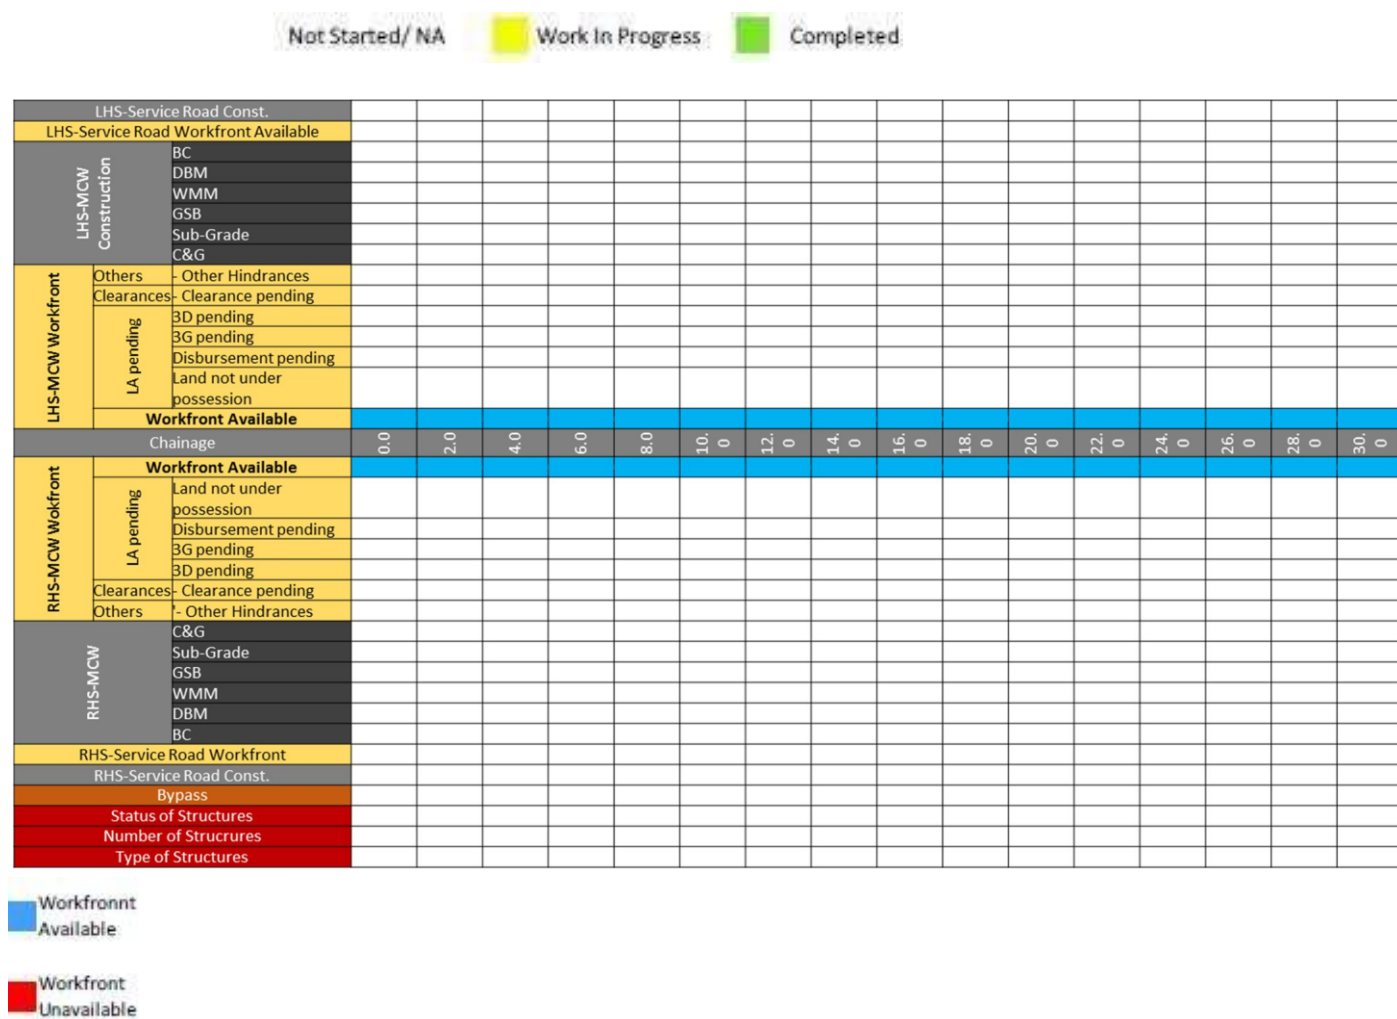 Not Started/ NA Work In Progress Completed
LHS-Service Road Const.
LHS-Service Road Workfront Available
LHS-MCW
Construction
BC
DBM
WMM
GSB
Sub-Grade
C&G
LHS-MCW Workfront
Others - Other Hindrances
Clearances - Clearance pending
LA pending
3D pending
3G pending
Disbursement pending
Land not under
possession
Workfront Available
Chainage 0.0 2.0 4.0 6.0 8.0 10.0 12.0 14.0 16.0 18.0 20.0 22.0 24.0 26.0 28.0 30.0
RHS-MCW Wokfront
Workfront Available
LA pending
Land not under
possession
Disbursement pending
3G pending
3D pending
Clearances - Clearance pending
Others '- Other Hindrances
RHS-MCW
C&G
Sub-Grade
GSB
WMM
DBM
BC
RHS-Service Road Workfront
RHS-Service Road Const.
Bypass
Status of Structures
Number of Strucrures
Type of Structures
Workfronnt
Available
Workfront
Unavailable